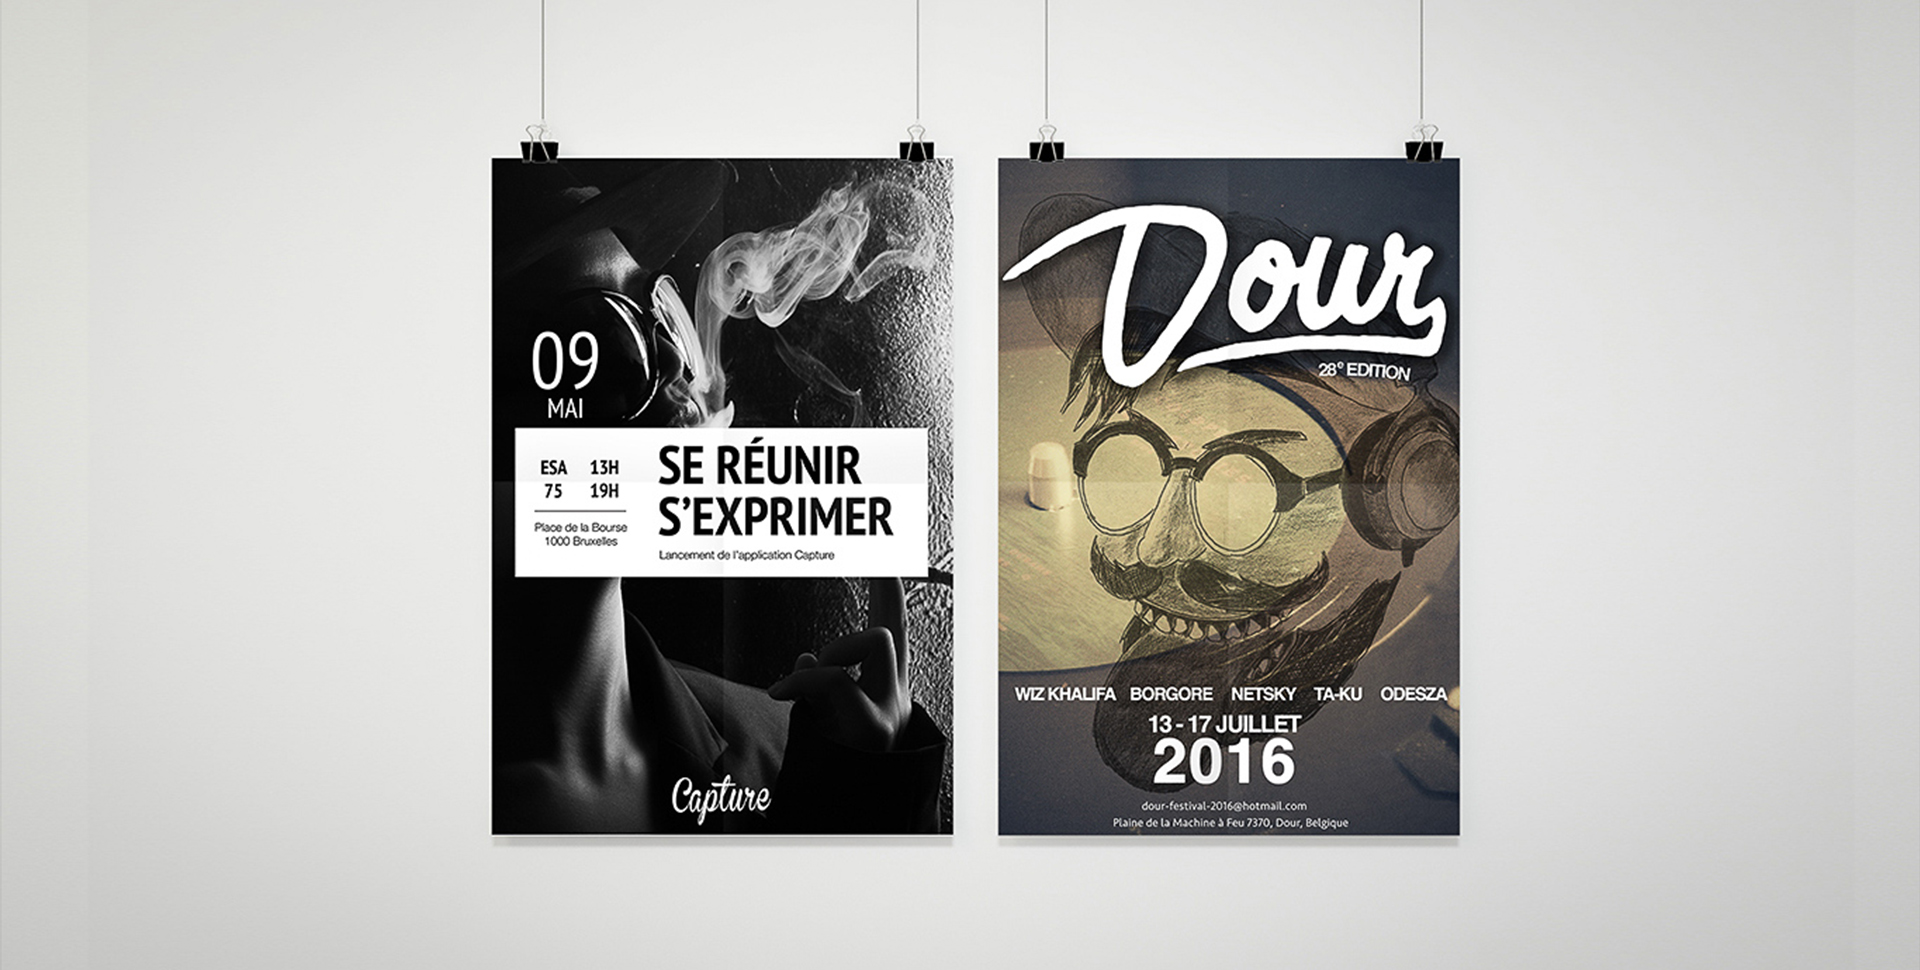 09
MAI
ESA 13H
75 19H
Place de la Bourse
1000 Bruxelles
SE RÉUNIR
S'EXPRIMER
Lancement de l'application Capture
Capture
Dour
28° EDITION
WIZ KHALIFA BORGORE NETSKY TA-KU ODESZA
13 - 17 JUILLET
2016
dour-festival-2016@hotmail.com
Plaine de la Machine à Feu 7370, Dour, Belgique